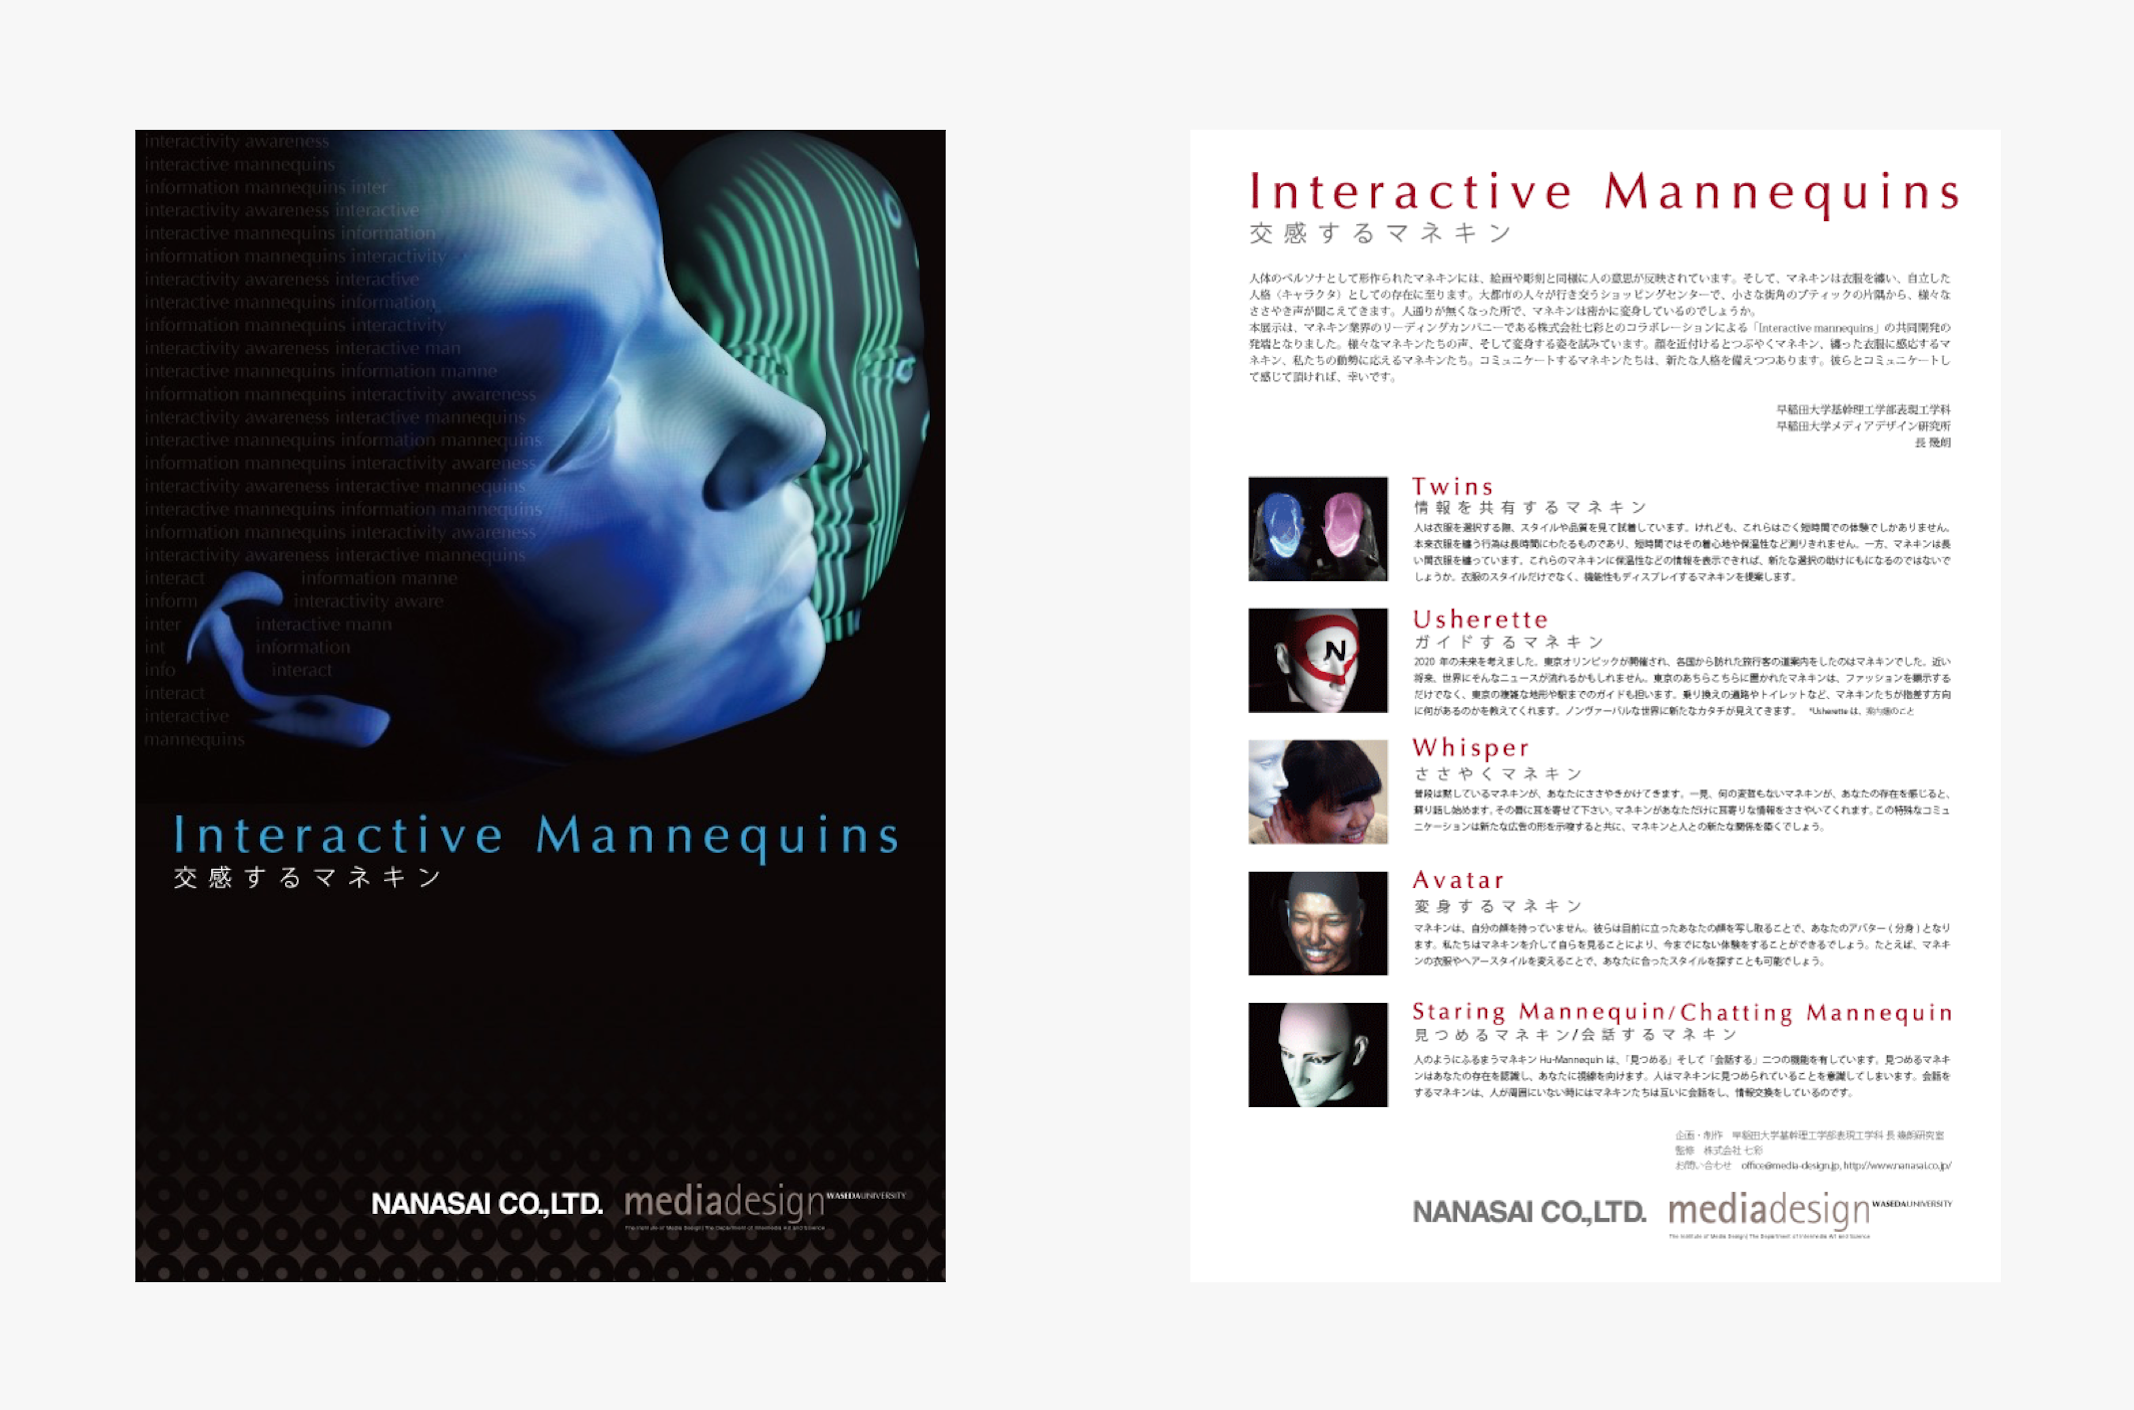 interactivity awareness
interactive mannequins
information mannequins inter
interactivity awareness interactive
interactive mannequins information
information mannequins interactivity
interactivity awareness interactive
interactive mannequins information
information mannequins interactivity
interactivity awareness interactive man
interactive mannequins information manne
information mannequins interactivity awareness
interactivity awareness interactive mannequins
interactive mannequins information mannequins
information mannequins interactivity awareness
interactivity awareness interactive mannequins
interactive mannequins information mannequins
information mannequins interactivity awareness
interactivity awareness interactive mannequins
interact information manne
inform interactivity aware
inter interactive mann
int information
info interact
interact
interactive
mannequins
Interactive Mannequins
交感するマネキン
NANASAI CO.,LTD. mediadesign WASEDA UNIVERSITY
The Institute of Media Design | The Department of Intermedia Art and Science
Interactive Mannequins
交感するマネキン
人体のペルソナとして形作られたマネキンには、絵画や彫刻と同様に人の意思が反映されています。そして、マネキンは衣服を纏い、自立した
人格（キャラクタ）としての存在に至ります。大都市の人々が行き交うショッピングセンターで、小さな街角のブティックの片隅から、様々な
ささやき声が聞こえてきます。人通りが無くなった所で、マネキンは密かに変身しているのでしょうか。
本展示は、マネキン業界のリーディングカンパニーである株式会社七彩とのコラボレーションによる「Interactive mannequins」の共同開発の
発端となりました。様々なマネキンたちの声、そして変身する姿を試みています。顔を近付けるとつぶやくマネキン、纏った衣服に感応するマ
ネキン、私たちの動勢に応えるマネキンたち。コミュニケートするマネキンたちは、新たな人格を備えつつあります。彼らとコミュニケートし
て感じて頂ければ、幸いです。
早稲田大学基幹理工学部表現工学科
早稲田大学メディアデザイン研究所
長 幾朗
Twins
情報を共有するマネキン
人は衣服を選択する際、スタイルや品質を見て試着しています。けれども、これらはごく短時間での体験でしかありません。
本来衣服を纏う行為は長時間にわたるものであり、短時間ではその着心地や保温性など測りきれません。一方、マネキンは長
い間衣服を纏っています。これらのマネキンに保温性などの情報を表示できれば、新たな選択の助けにもになるのではないで
しょうか。衣服のスタイルだけでなく、機能性もディスプレイするマネキンを提案します。
N
Usherette
ガイドするマネキン
2020 年の未来を考えました。東京オリンピックが開催され、各国から訪れた旅行客の道案内をしたのはマネキンでした。近い
将来、世界にそんなニュースが流れるかもしれません。東京のあちらこちらに置かれたマネキンは、ファッションを顕示する
だけでなく、東京の複雑な地形や駅までのガイドも担います。乗り換えの通路やトイレットなど、マネキンたちが指差す方向
に何があるのかを教えてくれます。ノンヴァーバルな世界に新たなカタチが見えてきます。 *Usherette は、案内嬢のこと
Whisper
ささやくマネキン
普段は黙しているマネキンが、あなたにささやきかけてきます。一見、何の変哲もないマネキンが、あなたの存在を感じると、
蘇り話し始めます。その唇に耳を寄せて下さい。マネキンがあなただけに耳寄りな情報をささやいてくれます。この特殊なコミュ
ニケーションは新たな広告の形を示唆すると共に、マネキンと人との新たな関係を築くでしょう。
Avatar
変身するマネキン
マネキンは、自分の顔を持っていません。彼らは目前に立ったあなたの顔を写し取ることで、あなたのアバター ( 分身 ) となり
ます。私たちはマネキンを介して自らを見ることにより、今までにない体験をすることができるでしょう。たとえば、マネキ
ンの衣服やヘアースタイルを変えることで、あなたに合ったスタイルを探すことも可能でしょう。
Staring Mannequin/Chatting Mannequin
見つめるマネキン/会話するマネキン
人のようにふるまうマネキン Hu-Mannequin は、「見つめる」そして「会話する」二つの機能を有しています。見つめるマネキ
ンはあなたの存在を認識し、あなたに視線を向けます。人はマネキンに見つめられていることを意識してしまいます。会話を
するマネキンは、人が周囲にいない時にはマネキンたちは互いに会話をし、情報交換をしているのです。
企画・制作 早稲田大学基幹理工学部表現工学科 長 幾朗研究室
監修 株式会社 七彩
お問い合わせ office@media-design.jp, http://www.nanasai.co.jp/
NANASAI CO.,LTD. mediadesign WASEDA UNIVERSITY
The Institute of Media Design | The Department of Intermedia Art and Science